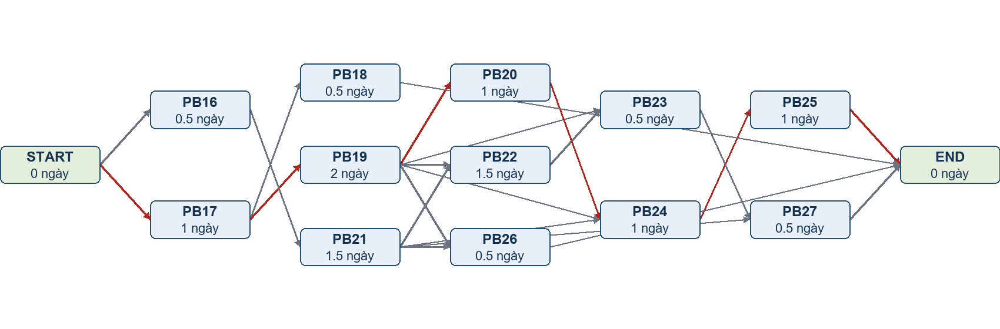 START
0 ngày
PB16
0.5 ngày
PB17
1 ngày
PB18
0.5 ngày
PB19
2 ngày
PB21
1.5 ngày
PB20
1 ngày
PB22
1.5 ngày
PB26
0.5 ngày
PB23
0.5 ngày
PB24
1 ngày
PB25
1 ngày
PB27
0.5 ngày
END
0 ngày